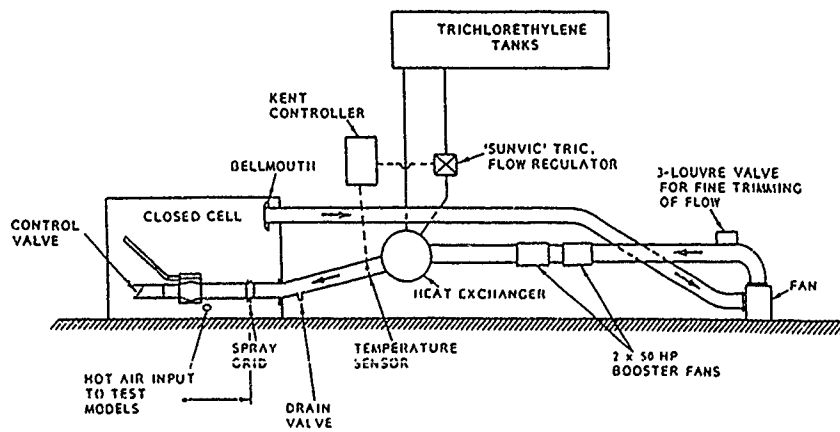 TRICHLORETHYLENE
TANKS
KENT
CONTROLLER
'SUNVIC' TRIC.
FLOW REGULATOR
3-LOUVRE VALVE
FOR FINE TRIMMING
OF FLOW
BELLMOUTH
CLOSED CELL
CONTROL
VALVE
HEAT EXCHANGER
FAN
SPRAY
GRID
TEMPERATURE
SENSOR
2 x 50 HP
BOOSTER FANS
HOT AIR INPUT
TO TEST
MODELS
DRAIN
VALVE